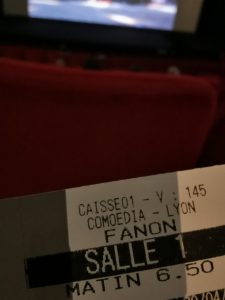 CAISSE01 - V : 145
COMOEDIA - LYON
FANON
SALLE 1
MATIN 6.50